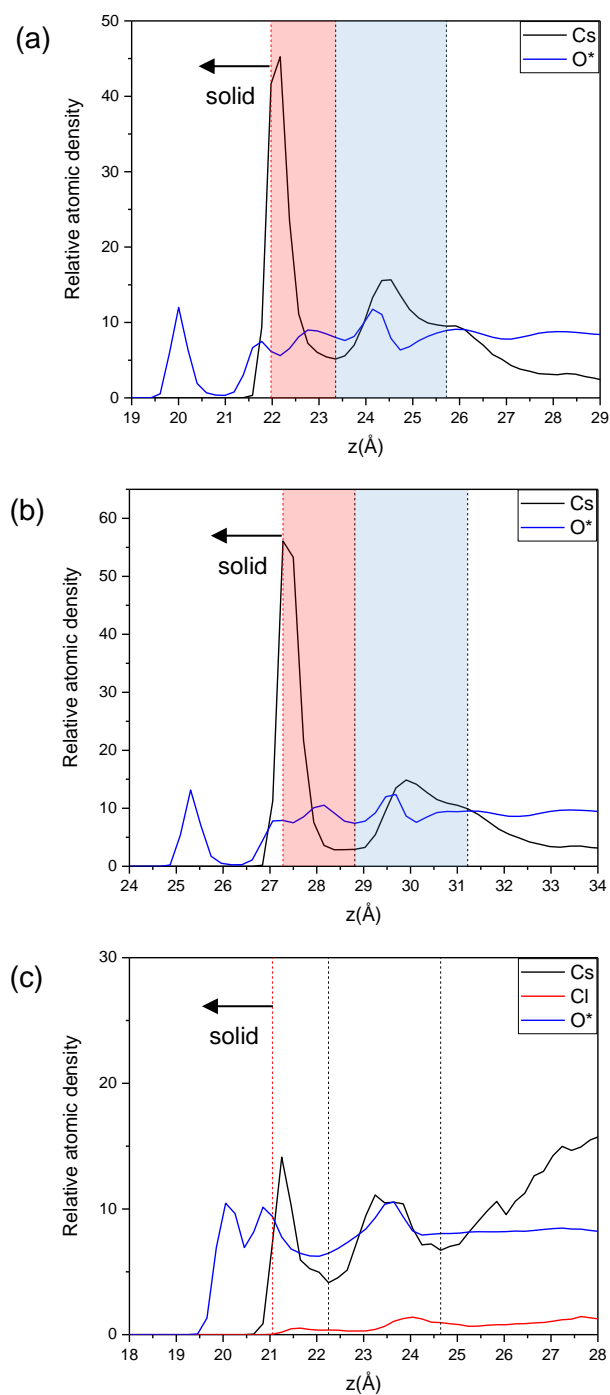 (a)
Relative atomic density
50
40
30
20
10
0
solid
Cs
O*
19 20 21 22 23 24 25 26 27 28 29
z(Å)
(b)
Relative atomic density
60
50
40
30
20
10
0
solid
Cs
O*
24 25 26 27 28 29 30 31 32 33 34
z(Å)
(c)
Relative atomic density
30
20
10
0
solid
Cs
Cl
O*
18 19 20 21 22 23 24 25 26 27 28
z(Å)